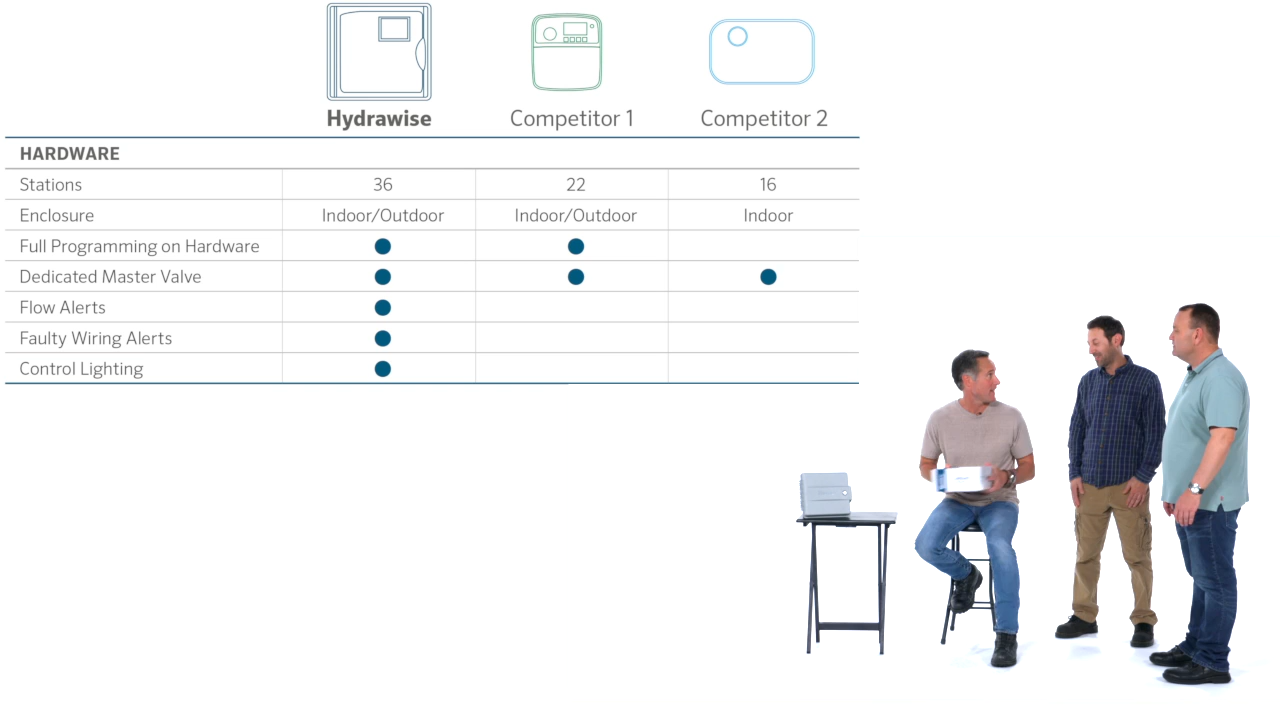 Hydrawise Competitor 1 Competitor 2
HARDWARE
Stations 36 22 16
Enclosure Indoor/Outdoor Indoor/Outdoor Indoor
Full Programming on Hardware
Dedicated Master Valve
Flow Alerts
Faulty Wiring Alerts
Control Lighting